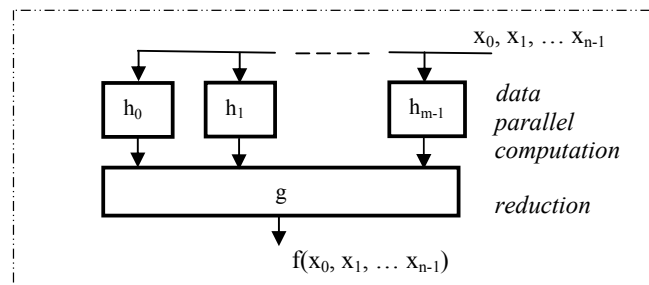 x₀, x₁, … xₙ₋₁
h₀ h₁ hₘ₋₁
data
parallel
computation
g
reduction
f(x₀, x₁, … xₙ₋₁)